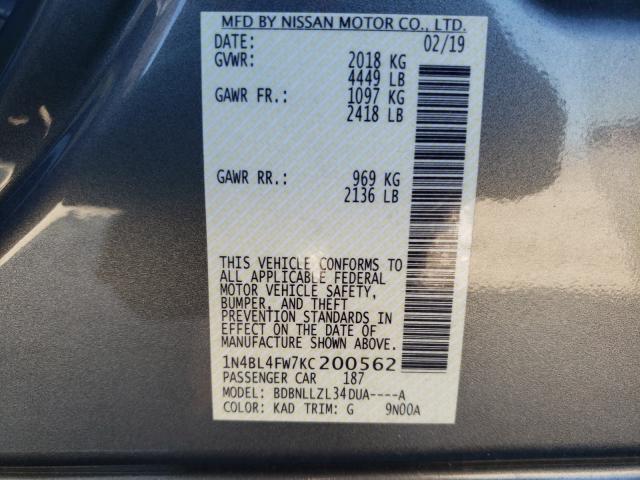 MFD BY NISSAN MOTOR CO., LTD.
DATE: 02/19
GVWR: 2018 KG
4449 LB
GAWR FR.: 1097 KG
2418 LB
GAWR RR.: 969 KG
2136 LB
THIS VEHICLE CONFORMS TO
ALL APPLICABLE FEDERAL
MOTOR VEHICLE SAFETY,
BUMPER, AND THEFT
PREVENTION STANDARDS IN
EFFECT ON THE DATE OF
MANUFACTURE SHOWN ABOVE.
1N4BL4FW7KC200562
PASSENGER CAR 187
MODEL: BDBNLLZL34DUA----A
COLOR: KAD TRIM: G 9N00A